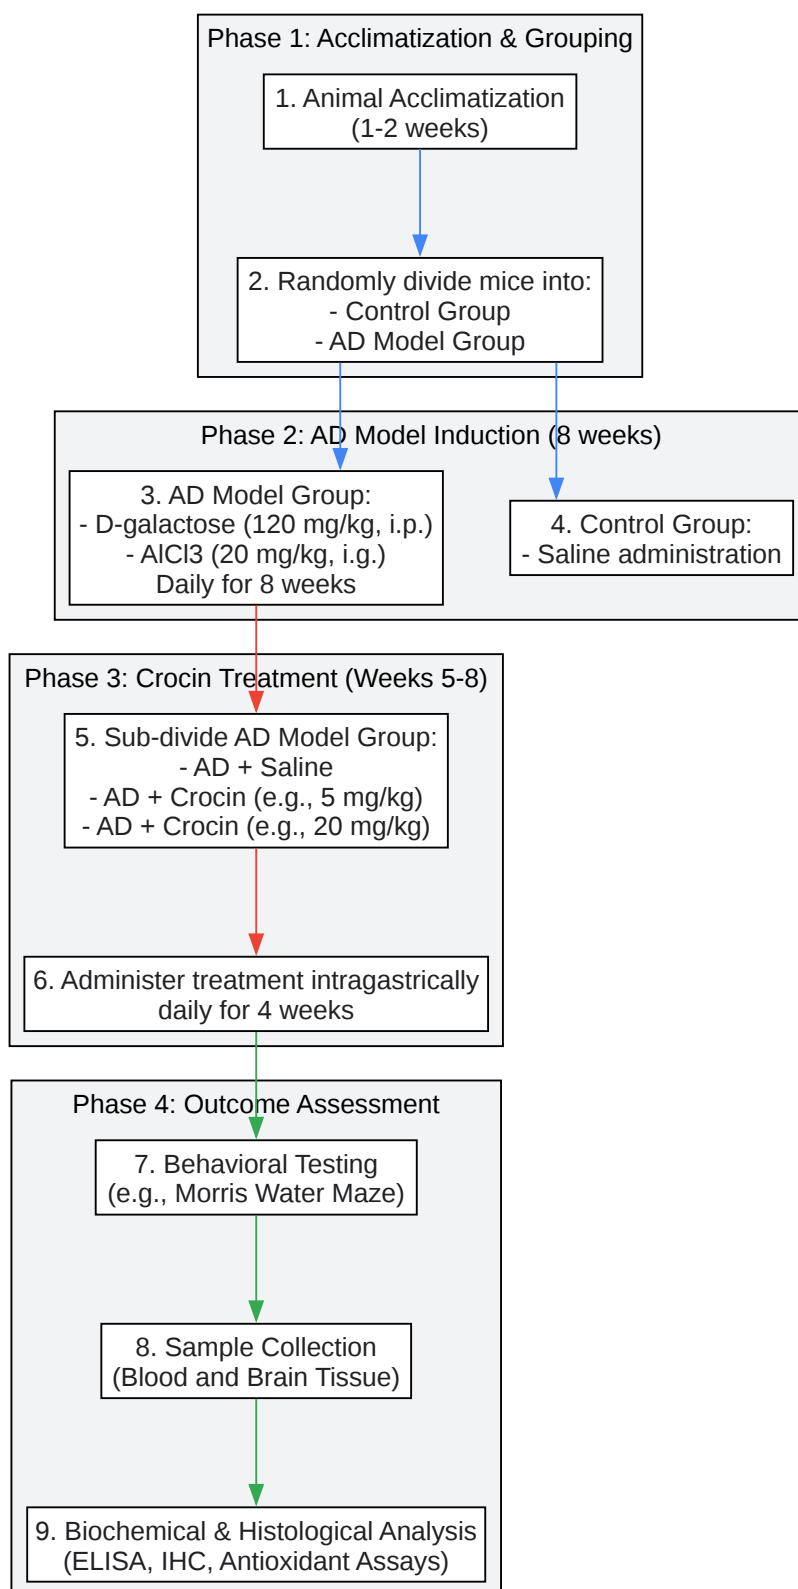 Phase 1: Acclimatization & Grouping
1. Animal Acclimatization
(1-2 weeks)
2. Randomly divide mice into:
- Control Group
- AD Model Group
Phase 2: AD Model Induction (8 weeks)
3. AD Model Group:
- D-galactose (120 mg/kg, i.p.)
- AlCl3 (20 mg/kg, i.g.)
Daily for 8 weeks
4. Control Group:
- Saline administration
Phase 3: Crocin Treatment (Weeks 5-8)
5. Sub-divide AD Model Group:
- AD + Saline
- AD + Crocin (e.g., 5 mg/kg)
- AD + Crocin (e.g., 20 mg/kg)
6. Administer treatment intragastrically
daily for 4 weeks
Phase 4: Outcome Assessment
7. Behavioral Testing
(e.g., Morris Water Maze)
8. Sample Collection
(Blood and Brain Tissue)
9. Biochemical & Histological Analysis
(ELISA, IHC, Antioxidant Assays)